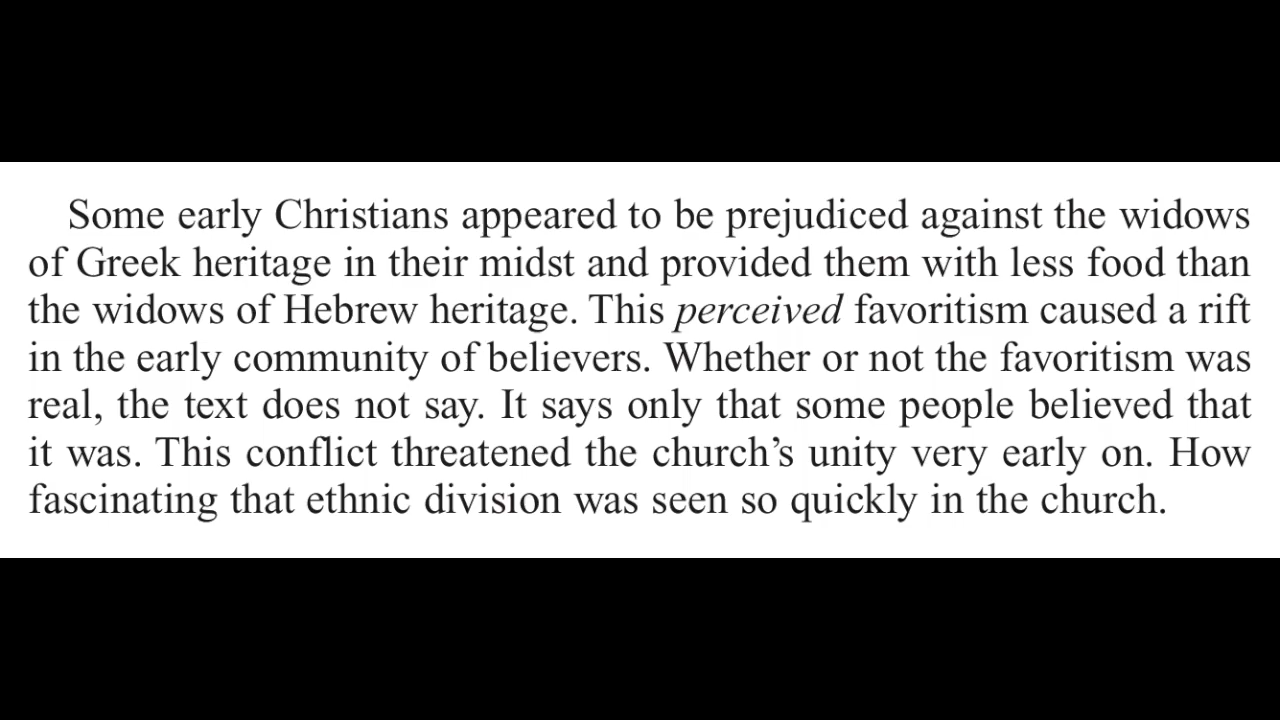 Some early Christians appeared to be prejudiced against the widows
of Greek heritage in their midst and provided them with less food than
the widows of Hebrew heritage. This perceived favoritism caused a rift
in the early community of believers. Whether or not the favoritism was
real, the text does not say. It says only that some people believed that
it was. This conflict threatened the church’s unity very early on. How
fascinating that ethnic division was seen so quickly in the church.